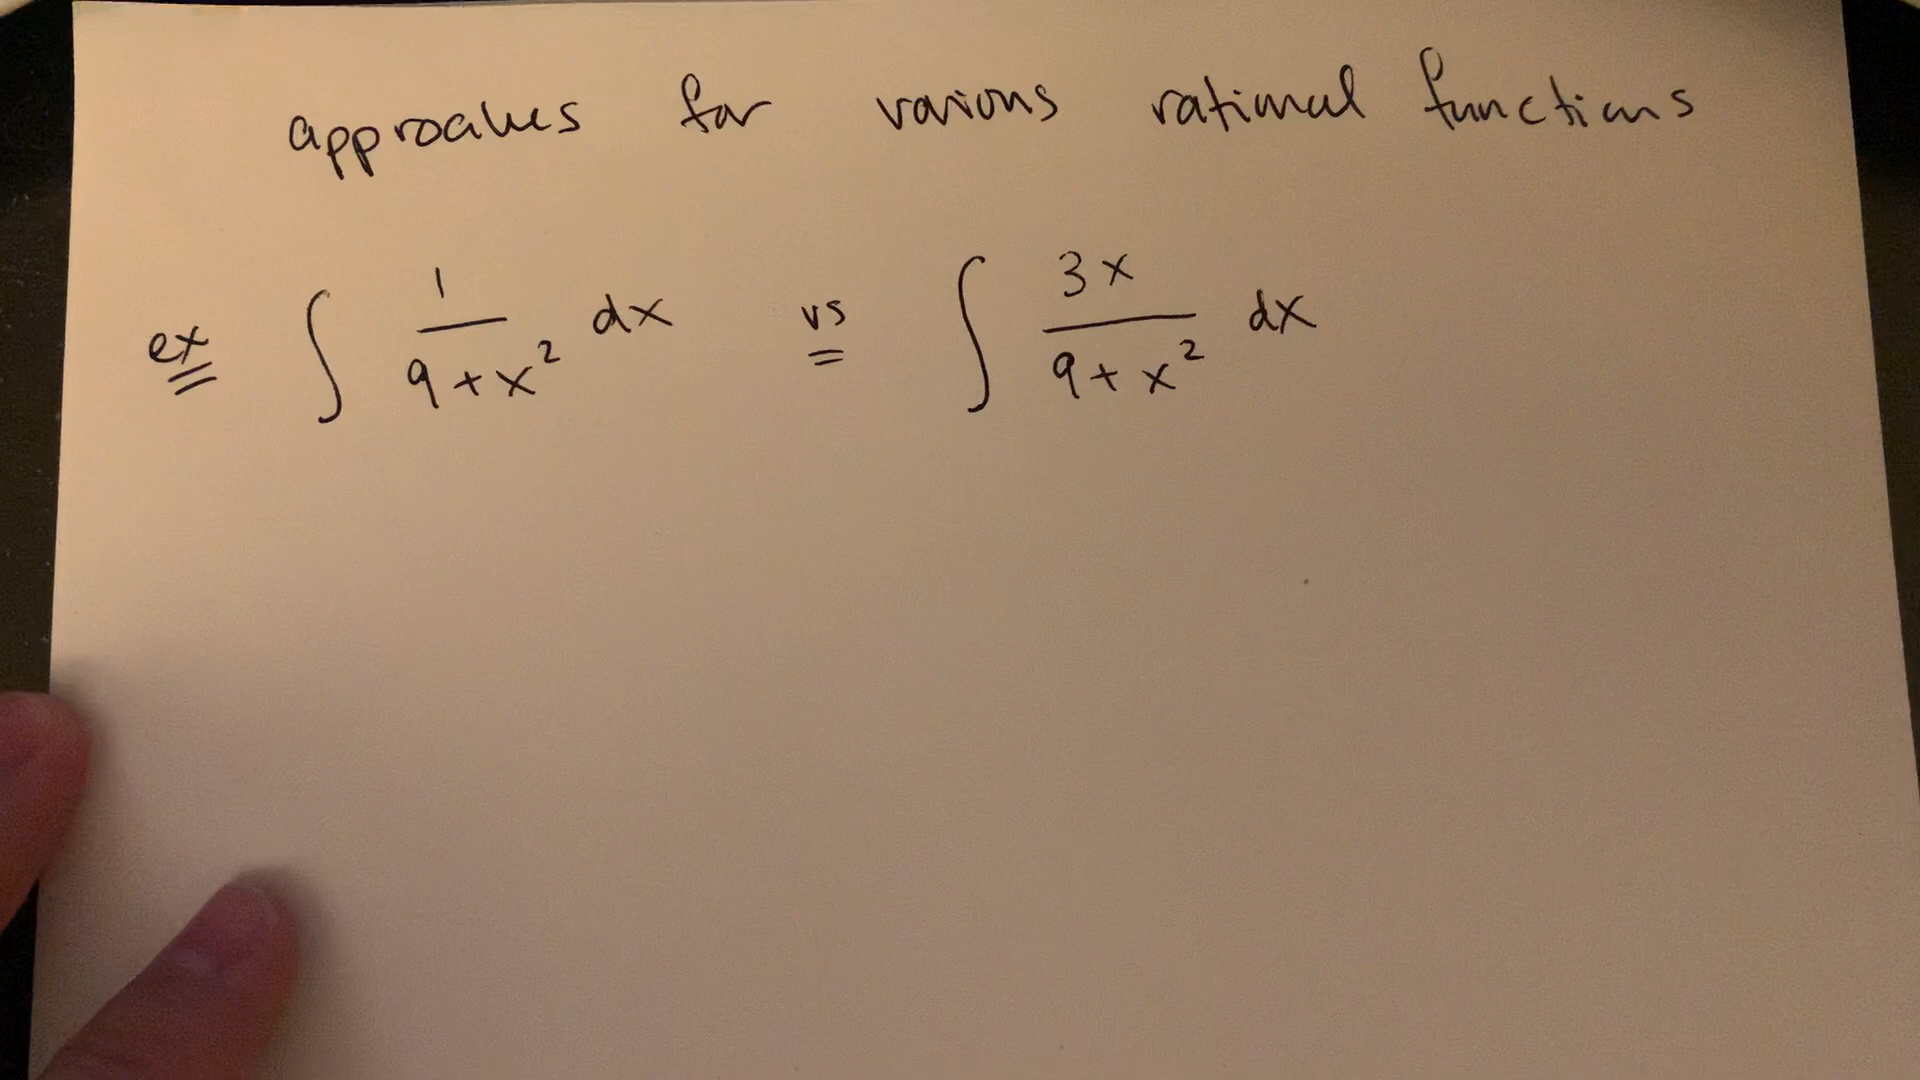 approaches for various rational functions
ex ∫ 1/(9+x²) dx vs ∫ 3x/(9+x²) dx